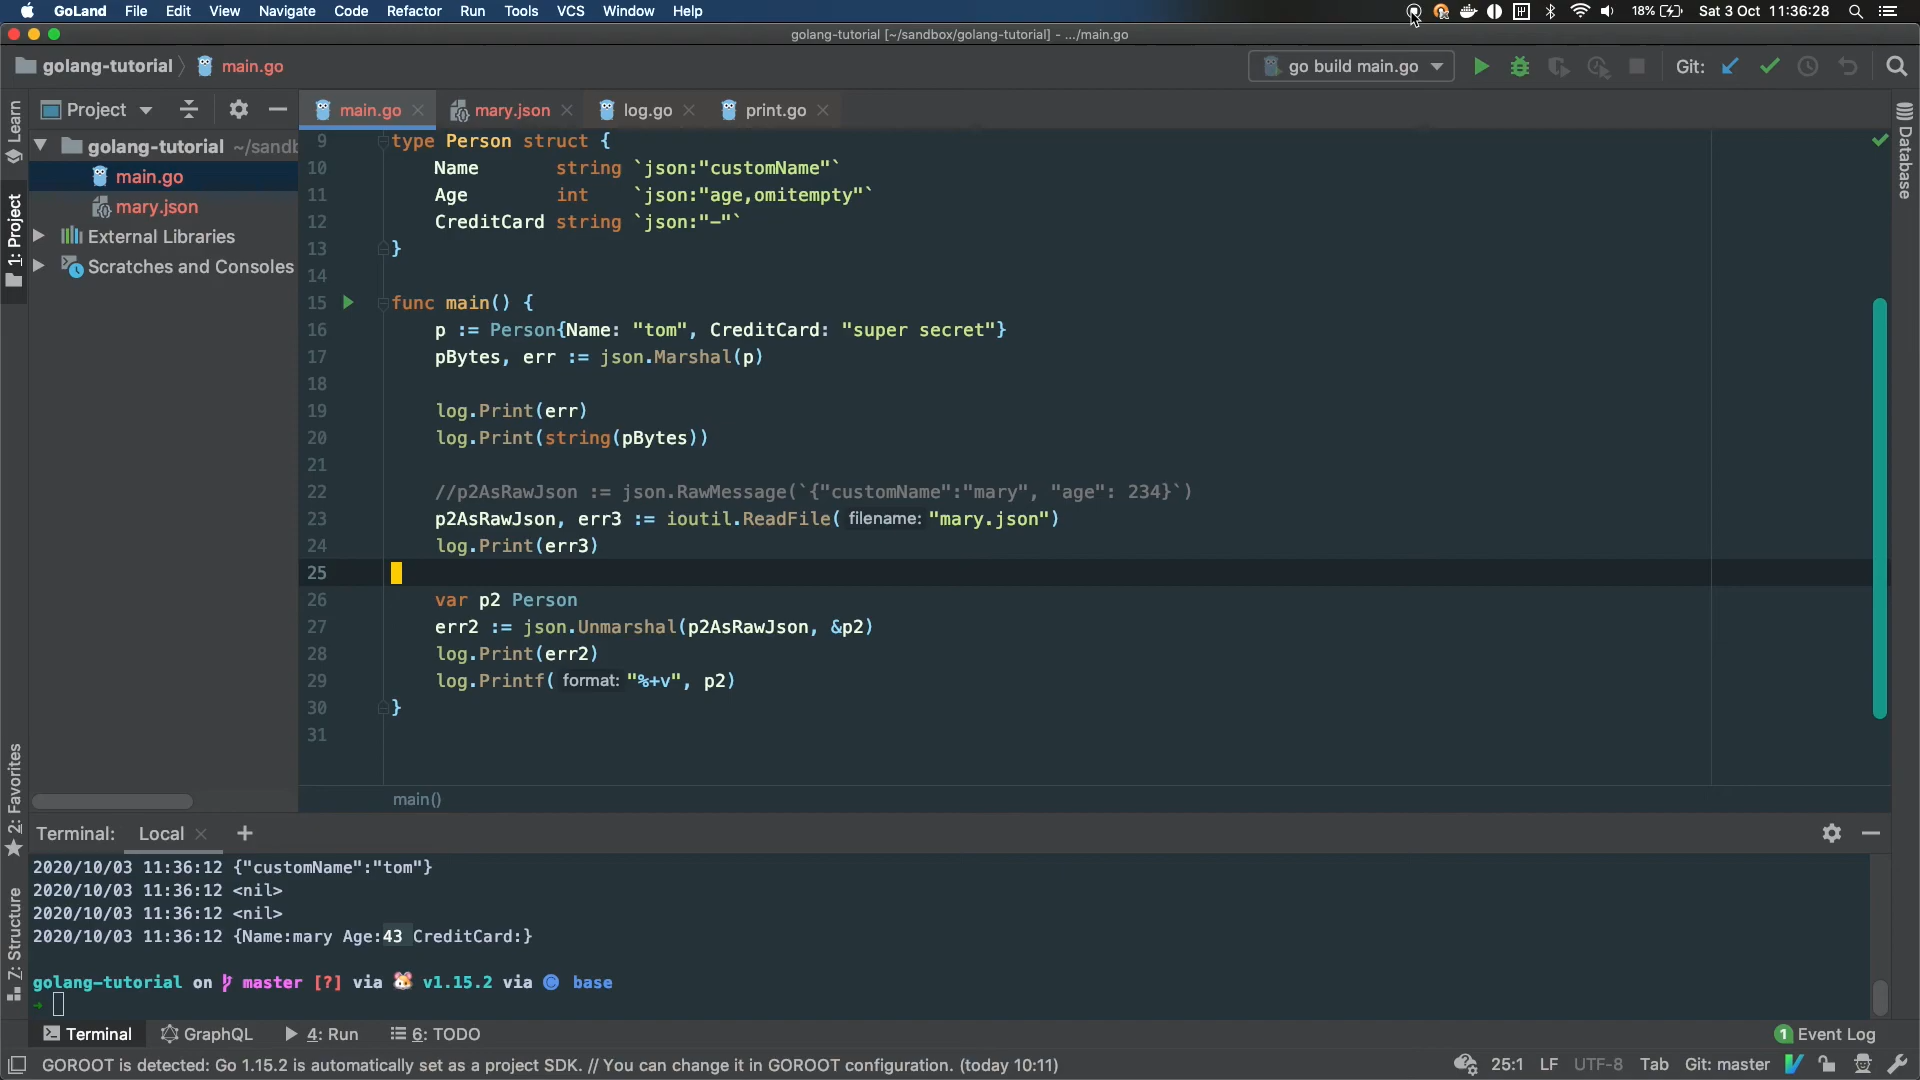 GoLand File Edit View Navigate Code Refactor Run Tools VCS Window Help 18% Sat 3 Oct 11:36:28
golang-tutorial [~/sandbox/golang-tutorial] - .../main.go
golang-tutorial main.go go build main.go Git:
Learn
1: Project
2: Favorites
7: Structure
Database
Project
main.go mary.json log.go print.go
golang-tutorial ~/sandb
main.go
mary.json
External Libraries
Scratches and Consoles
9 type Person struct {
10 Name string `json:"customName"`
11 Age int `json:"age,omitempty"`
12 CreditCard string `json:"-"`
13 }
14
15 func main() {
16 p := Person{Name: "tom", CreditCard: "super secret"}
17 pBytes, err := json.Marshal(p)
18
19 log.Print(err)
20 log.Print(string(pBytes))
21
22 //p2AsRawJson := json.RawMessage(`{"customName":"mary", "age": 234}`)
23 p2AsRawJson, err3 := ioutil.ReadFile( filename: "mary.json")
24 log.Print(err3)
25
26 var p2 Person
27 err2 := json.Unmarshal(p2AsRawJson, &p2)
28 log.Print(err2)
29 log.Printf( format: "%+v", p2)
30 }
31
main()
Terminal: Local
2020/10/03 11:36:12 {"customName":"tom"}
2020/10/03 11:36:12 <nil>
2020/10/03 11:36:12 <nil>
2020/10/03 11:36:12 {Name:mary Age:43 CreditCard:}
golang-tutorial on master [?] via 🐹 v1.15.2 via C base
➜
Terminal GraphQL 4: Run 6: TODO 1 Event Log
GOROOT is detected: Go 1.15.2 is automatically set as a project SDK. // You can change it in GOROOT configuration. (today 10:11) 25:1 LF UTF-8 Tab Git: master